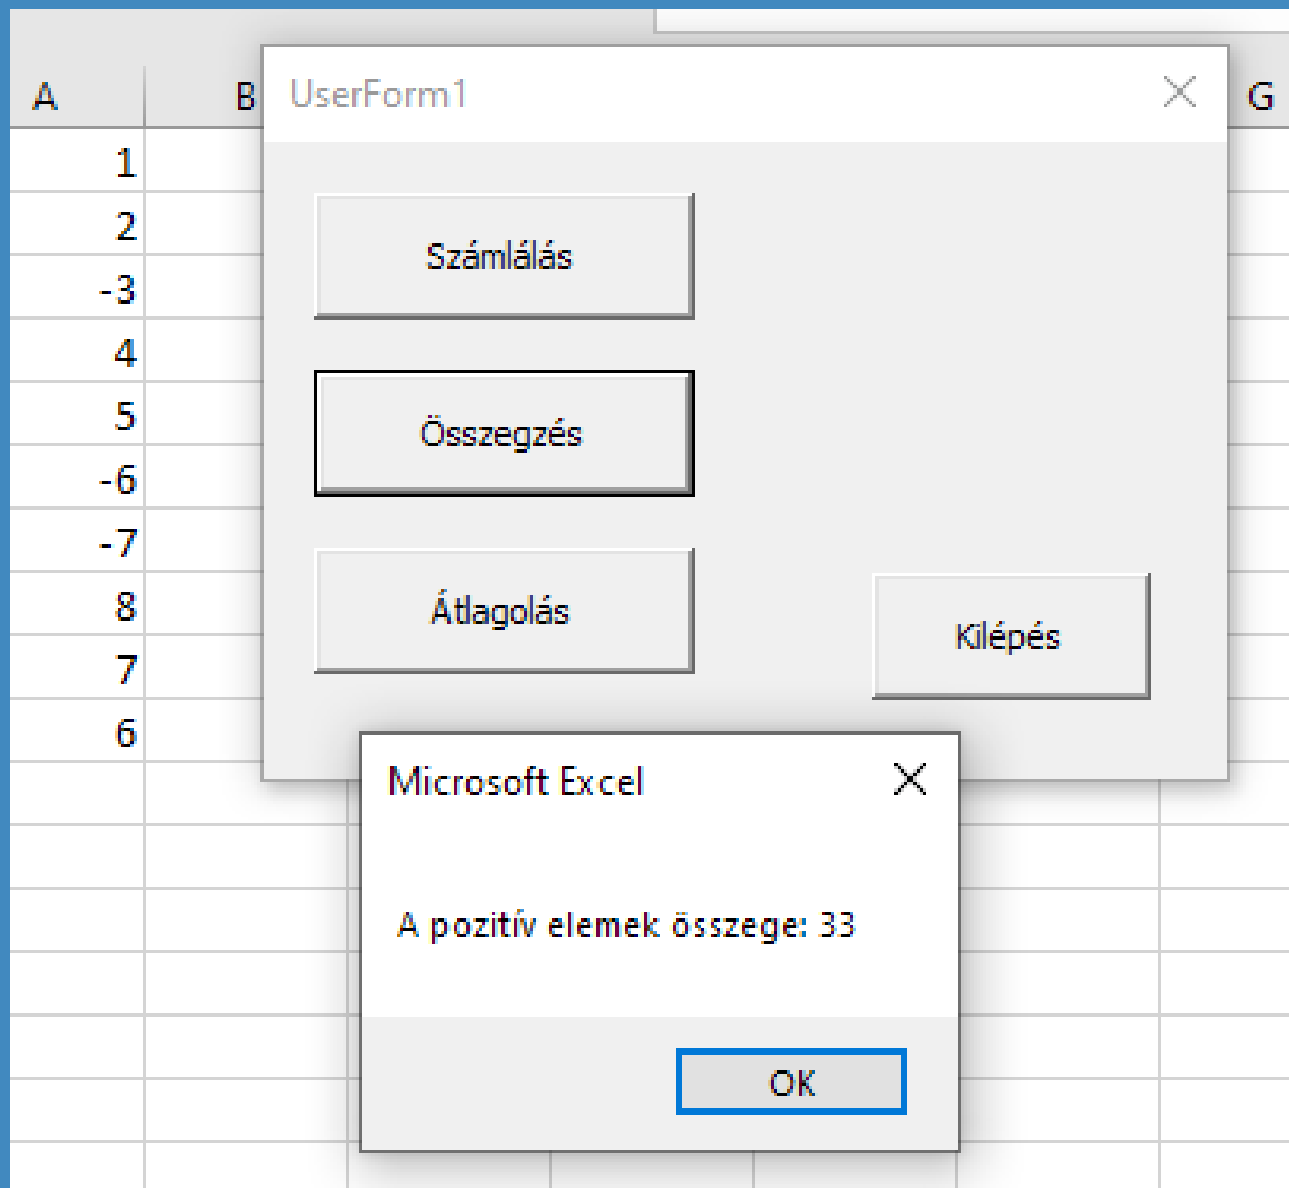 A B G
UserForm1
1
2
-3
4
5
-6
-7
8
7
6
Számlálás
Összegzés
Átlagolás
Kilépés
Microsoft Excel
A pozitív elemek összege: 33
OK